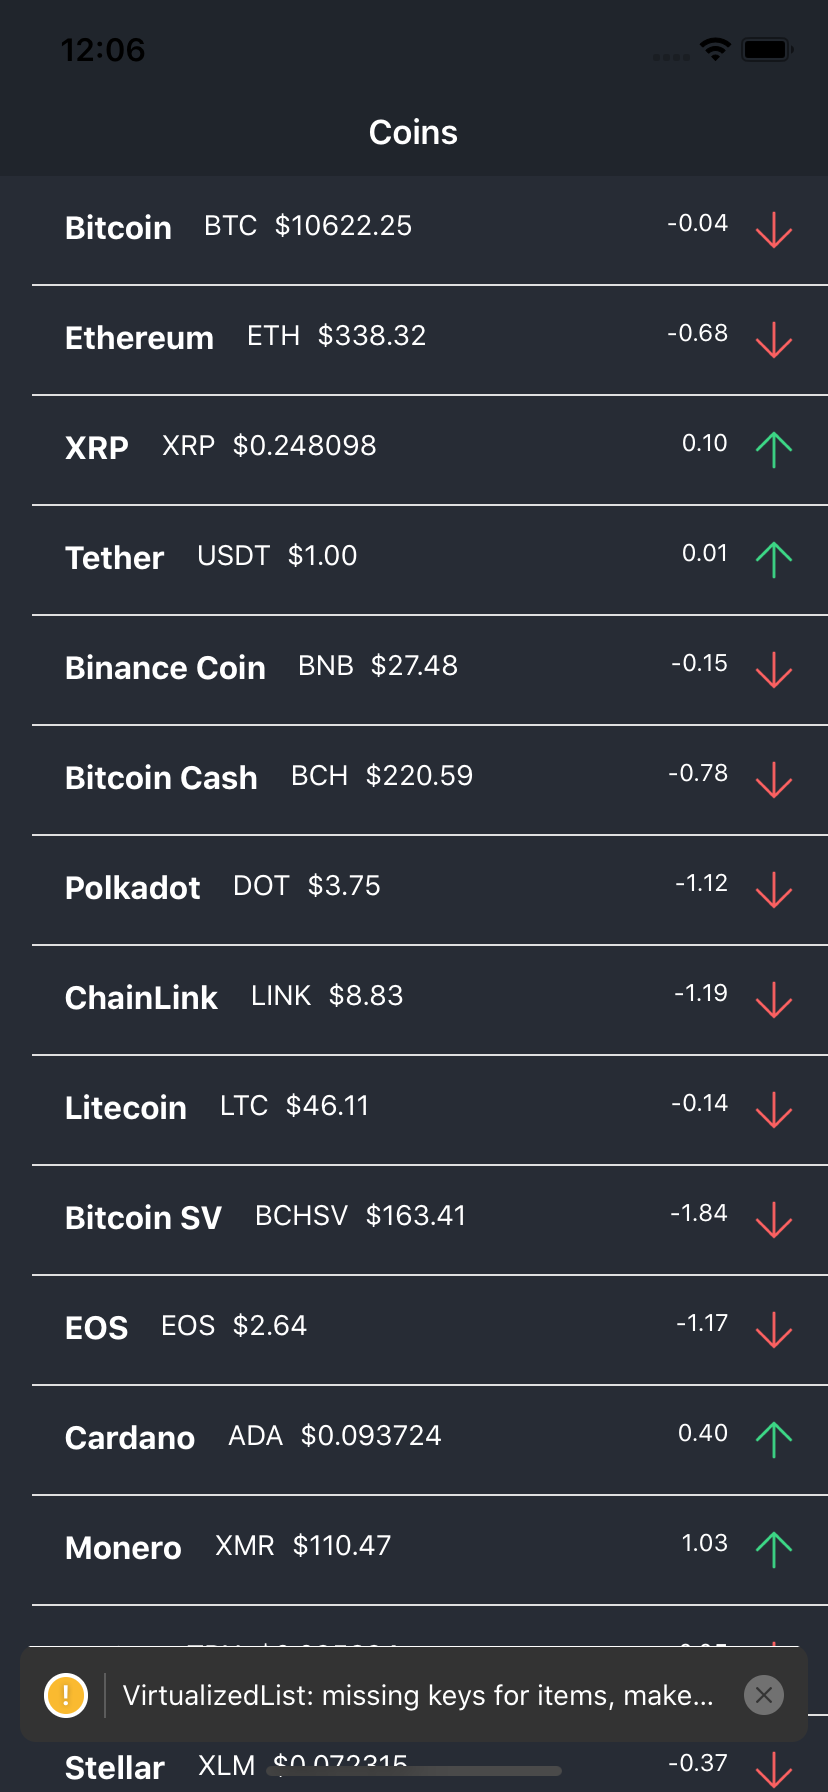 12:06
Coins
Bitcoin BTC $10622.25 -0.04
Ethereum ETH $338.32 -0.68
XRP XRP $0.248098 0.10
Tether USDT $1.00 0.01
Binance Coin BNB $27.48 -0.15
Bitcoin Cash BCH $220.59 -0.78
Polkadot DOT $3.75 -1.12
ChainLink LINK $8.83 -1.19
Litecoin LTC $46.11 -0.14
Bitcoin SV BCHSV $163.41 -1.84
EOS EOS $2.64 -1.17
Cardano ADA $0.093724 0.40
Monero XMR $110.47 1.03
VirtualizedList: missing keys for items, make...
Stellar XLM $0.072315 -0.37